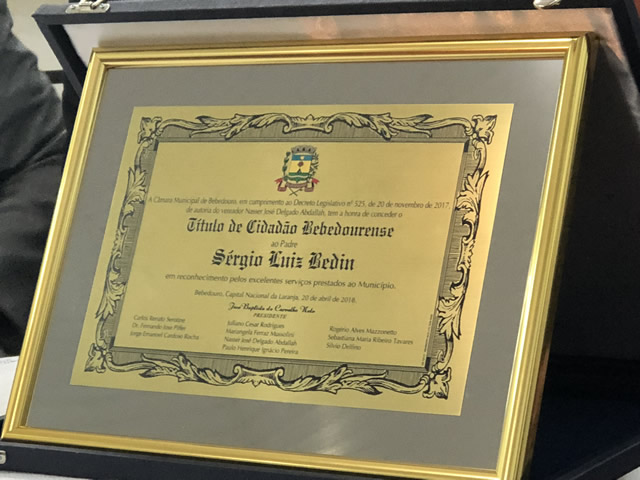 A Câmara Municipal de Bebedouro, em cumprimento ao Decreto Legislativo nº 525, de 20 de novembro de 2017
de autoria do vereador Nasser José Delgado Abdallah, tem a honra de conceder o
Título de Cidadão Bebedourense
ao Padre
Sérgio Luiz Bedin
em reconhecimento pelos excelentes serviços prestados ao Município.
Bebedouro, Capital Nacional da Laranja, 20 de abril de 2018.
José Baptista de Carvalho Neto
PRESIDENTE
Carlos Renato Serotine
Dr. Fernando José Piffer
Jorge Emanoel Cardoso Rocha
Juliano Cesar Rodrigues
Mariangela Ferraz Mussolini
Nasser José Delgado Abdallah
Paulo Henrique Ignácio Pereira
Rogério Alves Mazzonetto
Sebastiana Maria Ribeiro Tavares
Silvio Delfino